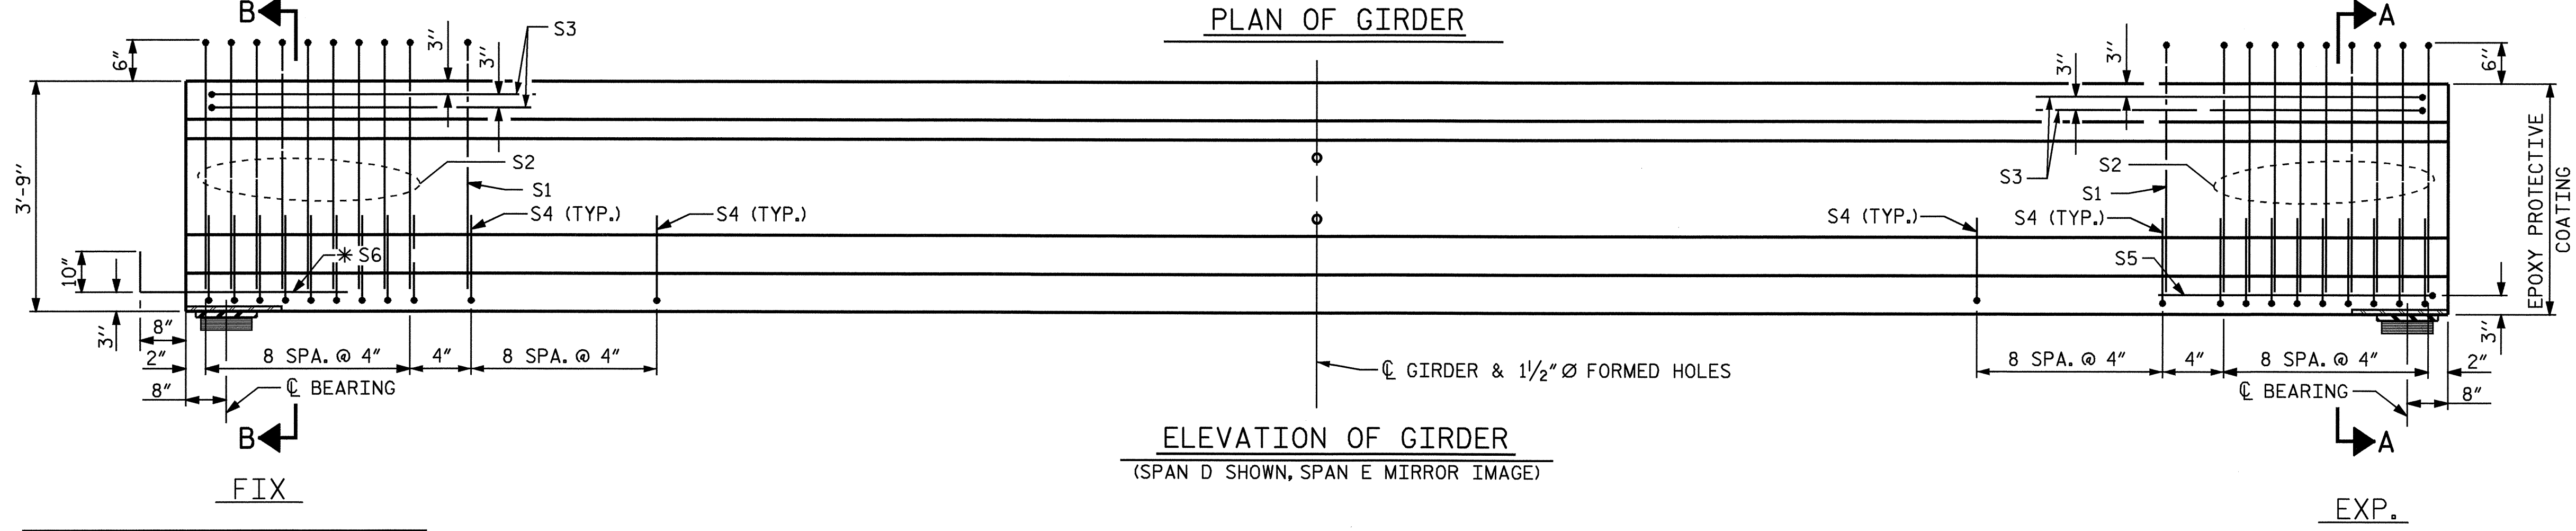 PLAN OF GIRDER
B
A
6"
3"
3"
S3
3"
3"
6"
3'-9"
S2
S1
S4 (TYP.)
S4 (TYP.)
S3
S2
S1
S4 (TYP.)
S4 (TYP.)
EPOXY PROTECTIVE
COATING
10"
* S6
S5
8"
3"
3"
2"
8 SPA. @ 4"
4"
8 SPA. @ 4"
8 SPA. @ 4"
4"
8 SPA. @ 4"
2"
8"
℄ BEARING
℄ GIRDER & 1½"Ø FORMED HOLES
℄ BEARING
8"
B
A
ELEVATION OF GIRDER
(SPAN D SHOWN, SPAN E MIRROR IMAGE)
FIX
EXP.